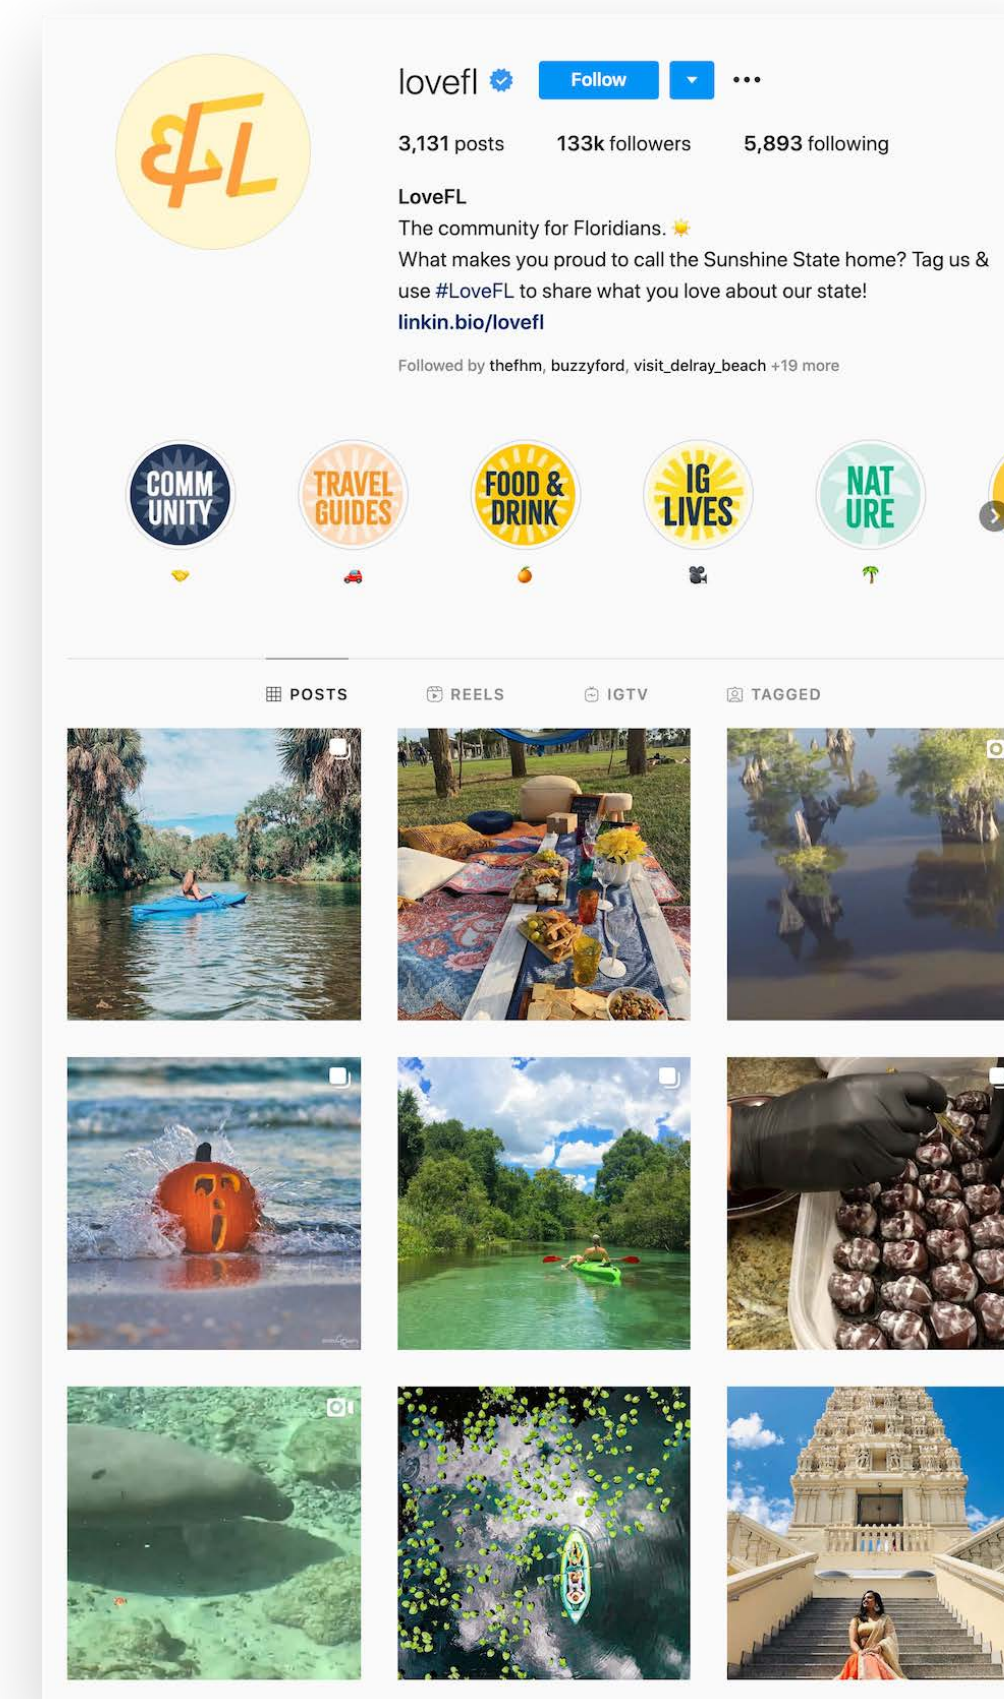 &FL
lovefl Follow
3,131 posts 133k followers 5,893 following
LoveFL
The community for Floridians. ☀️
What makes you proud to call the Sunshine State home? Tag us &
use #LoveFL to share what you love about our state!
linkin.bio/lovefl
Followed by thefhm, buzzyford, visit_delray_beach +19 more
COMM
UNITY
TRAVEL
GUIDES
FOOD &
DRINK
IG
LIVES
NAT
URE
POSTS REELS IGTV TAGGED